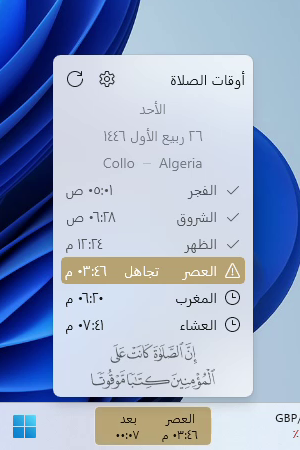 أوقات الصلاة
الأحد
٢٦ ربيع الأول ١٤٤٦
Collo – Algeria
الفجر ٠٥:٠١ ص
الشروق ٠٦:٢٨ ص
الظهر ١٢:٢٤ م
العصر تجاهل ٠٣:٤٦ م
المغرب ٠٦:٢٠ م
العشاء ٠٧:٤١ م
إِنَّ ٱلصَّلَوٰةَ كَانَتْ عَلَى
ٱلْمُؤْمِنِينَ كِتَـٰبًا مَّوْقُوتًا
العصر بعد
٠٣:٤٦ م ٠٠:٠٧
GBP/